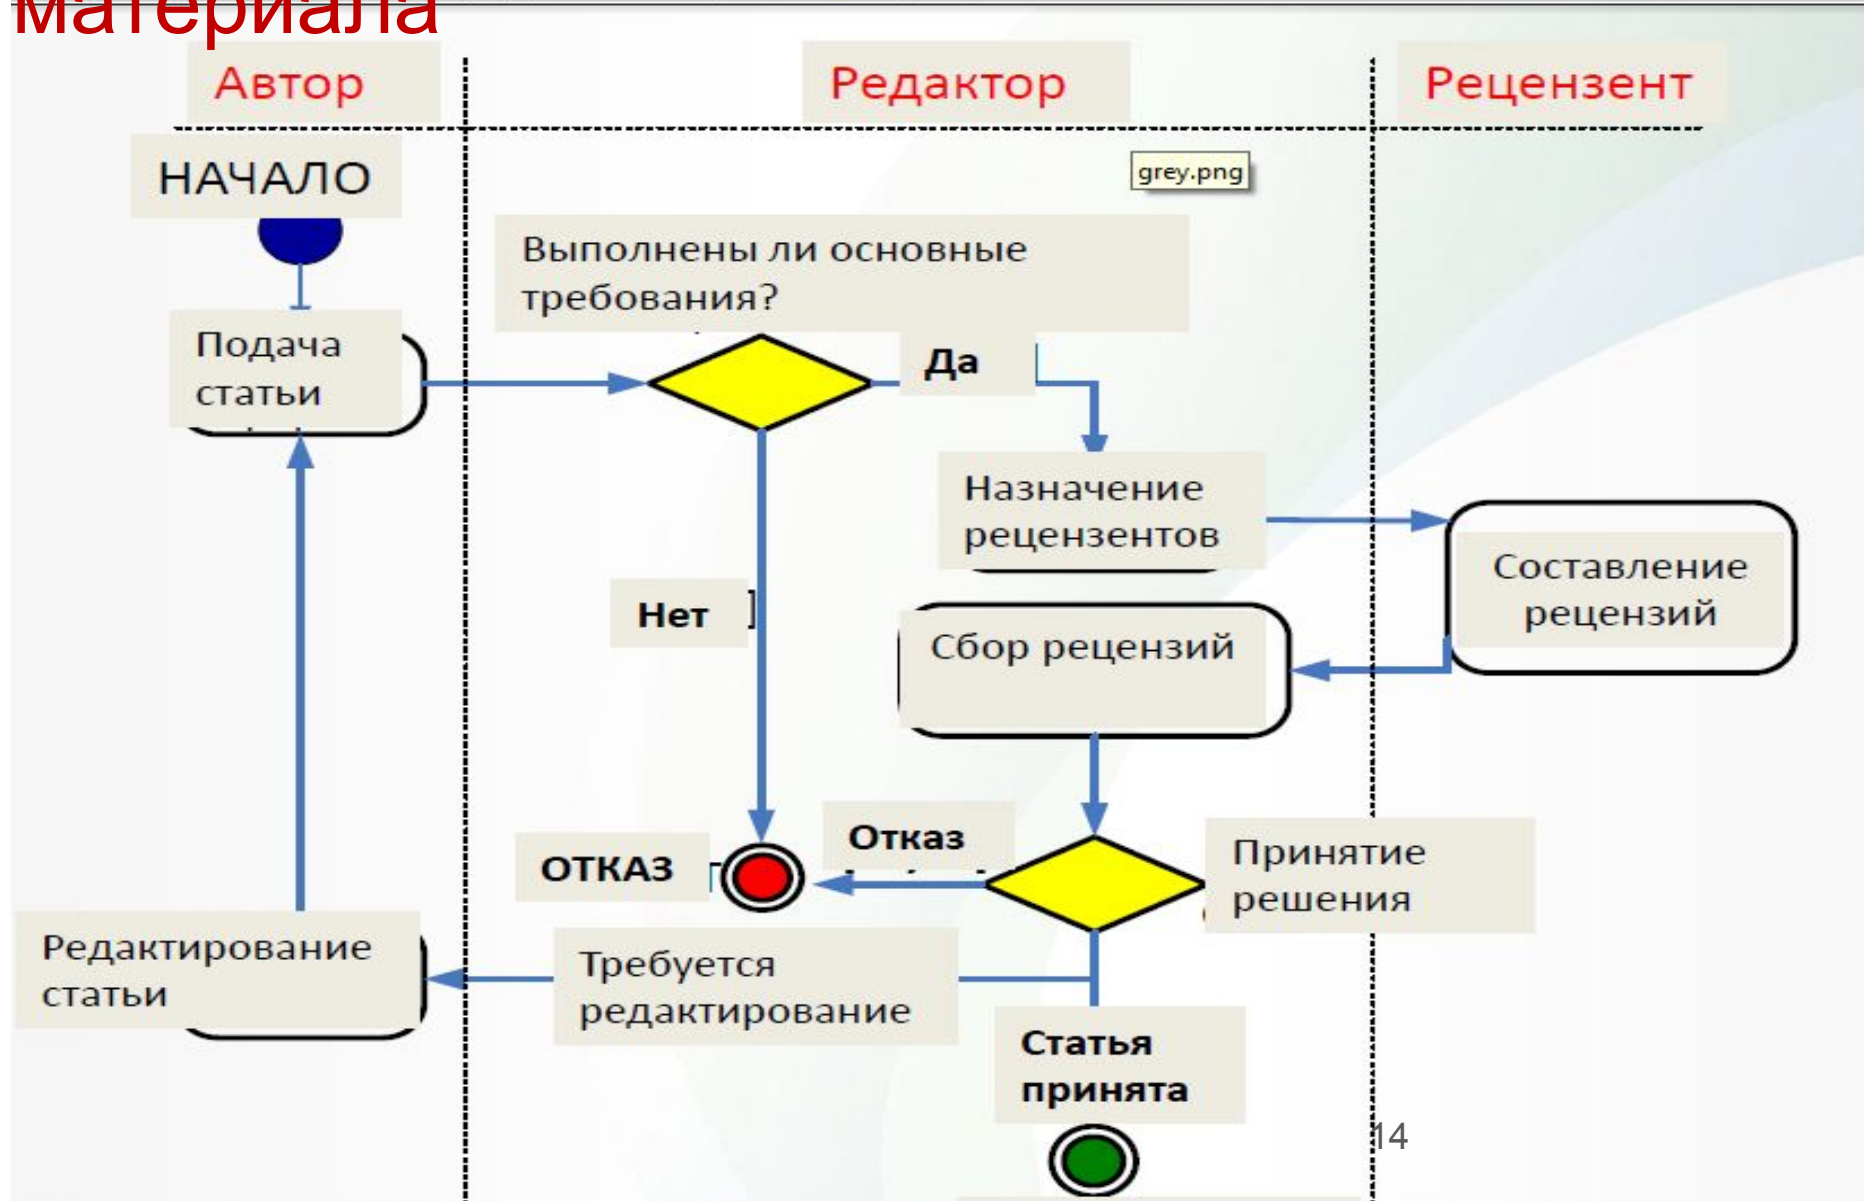 материала
Автор
Редактор
Рецензент
НАЧАЛО
grey.png
Выполнены ли основные
требования?
Подача
статьи
Да
Назначение
рецензентов
Составление
рецензий
Нет
Сбор рецензий
Отказ
ОТКАЗ
Принятие
решения
Редактирование
статьи
Требуется
редактирование
Статья
принята
14